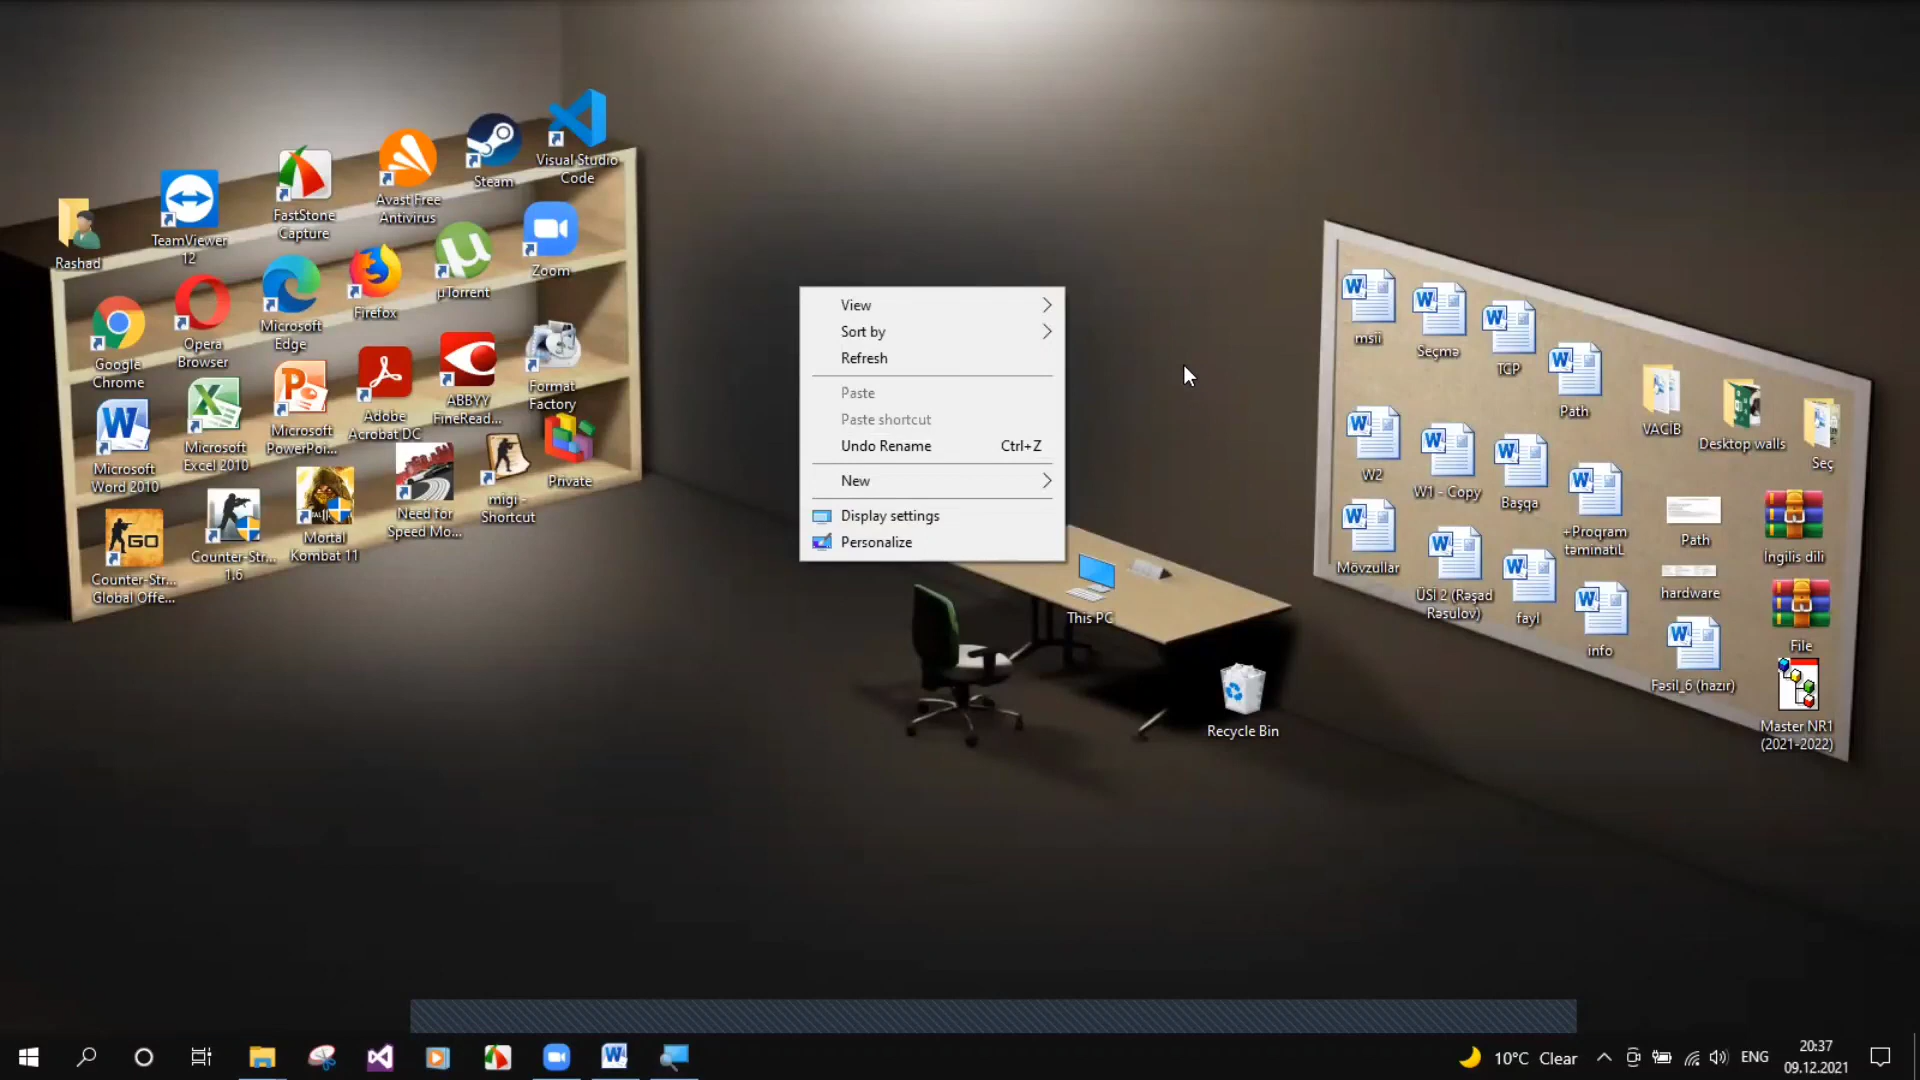 Rashad
TeamViewer
12
FastStone
Capture
Avast Free
Antivirus
Steam
Visual Studio
Code
Google
Chrome
Opera
Browser
Microsoft
Edge
Firefox
µTorrent
Zoom
Microsoft
Word 2010
Microsoft
Excel 2010
Microsoft
PowerPoi...
Adobe
Acrobat DC
ABBYY
FineRead...
Format
Factory
Counter-Str...
Global Offe...
Counter-Str...
1.6
Mortal
Kombat 11
Need for
Speed Mo...
migi -
Shortcut
Private
View
Sort by
Refresh
Paste
Paste shortcut
Undo Rename Ctrl+Z
New
Display settings
Personalize
This PC
Recycle Bin
msii
Seçmə
TCP
Path
VACİB
Desktop walls
Seç
W2
W1 - Copy
Başqa
+Proqram
təminatiL
Path
İngilis dili
Mövzullar
ÜSİ 2 (Rəşad
Rəsulov)
fayl
info
hardware
Fəsil_6 (hazır)
File
Master NR1
(2021-2022)
10°C Clear
ENG
20:37
09.12.2021